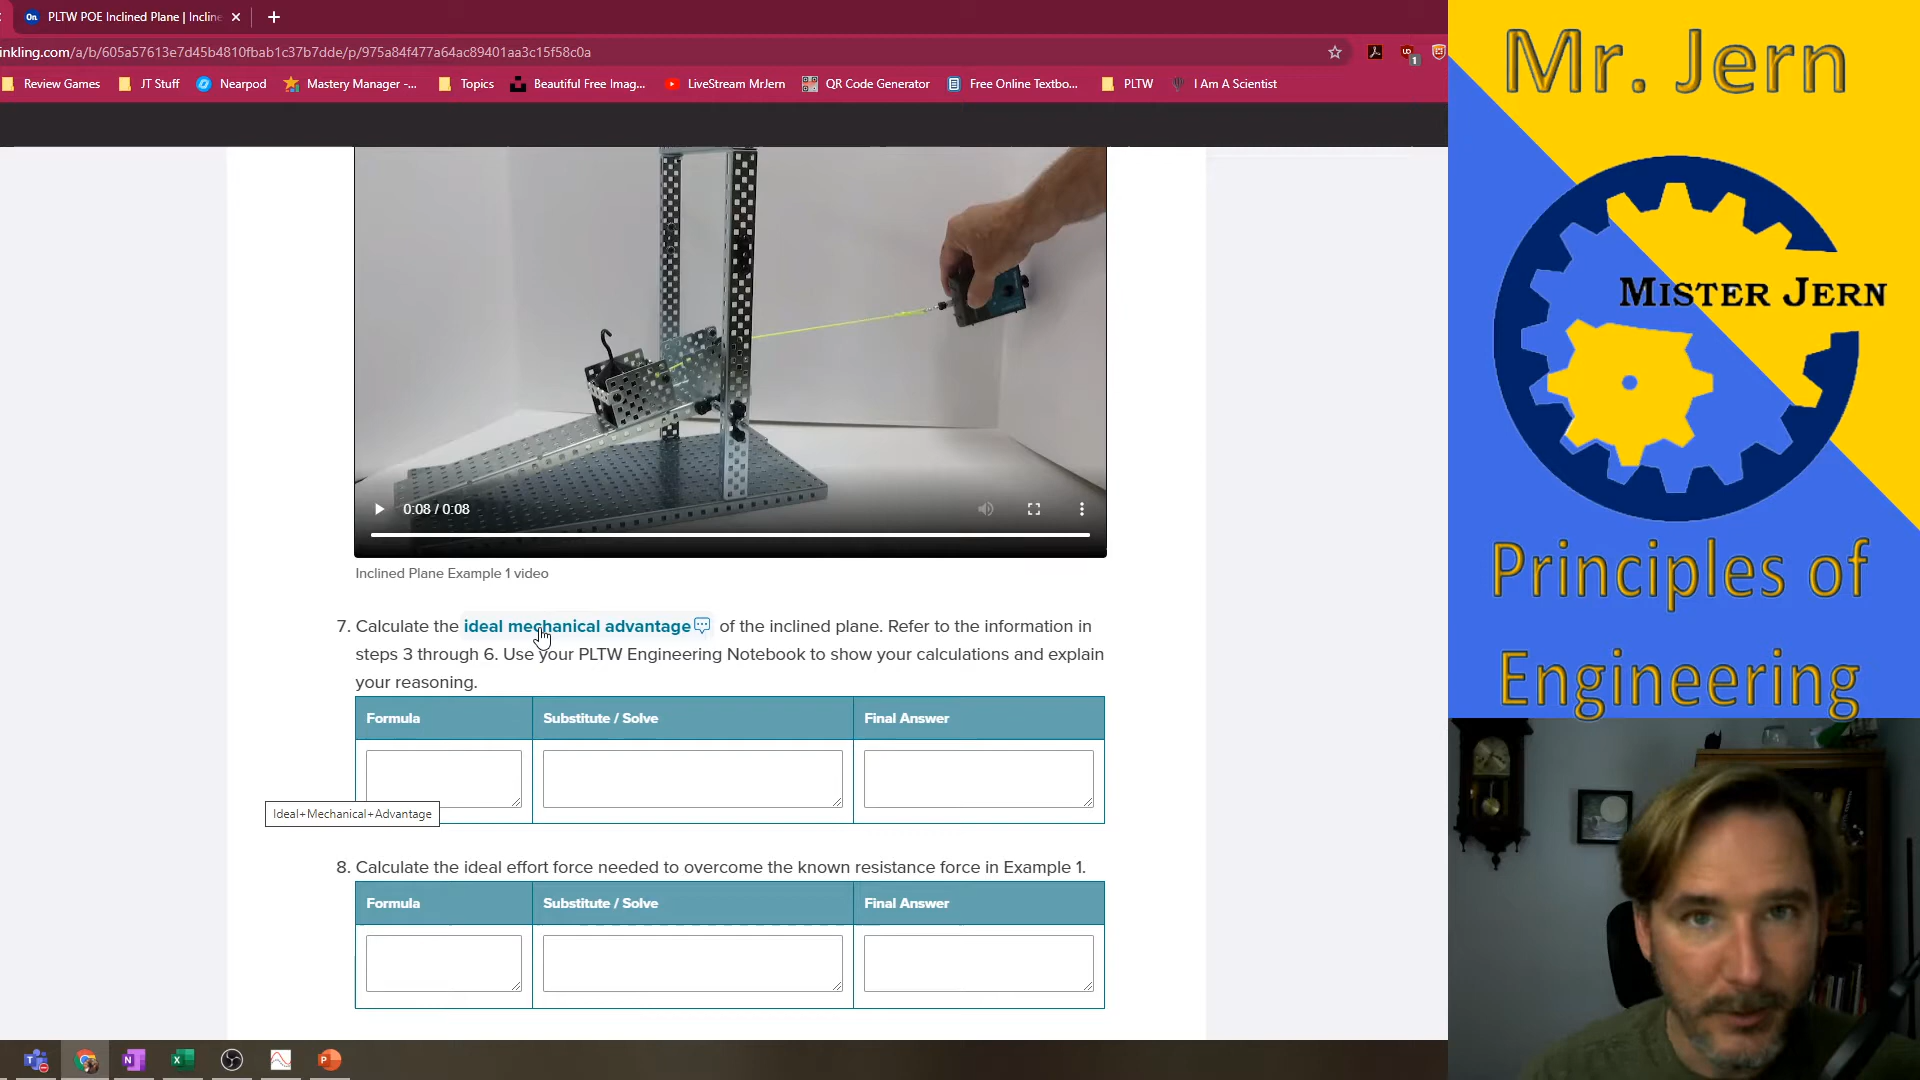 PLTW POE Inclined Plane | Incline
inkling.com/a/b/605a57613e7d45b4810fbab1c37b7dde/p/975a84f477a64ac89401aa3c15f58c0a
Review Games
JT Stuff
Nearpod
Mastery Manager -...
Topics
Beautiful Free Imag...
LiveStream MrJern
QR Code Generator
Free Online Textbo...
PLTW
I Am A Scientist
0:08 / 0:08
Inclined Plane Example 1 video
7. Calculate the ideal mechanical advantage of the inclined plane. Refer to the information in
steps 3 through 6. Use your PLTW Engineering Notebook to show your calculations and explain
your reasoning.
Formula Substitute / Solve Final Answer
Ideal+Mechanical+Advantage
8. Calculate the ideal effort force needed to overcome the known resistance force in Example 1.
Formula Substitute / Solve Final Answer
Mr. Jern
MISTER JERN
Principles of
Engineering